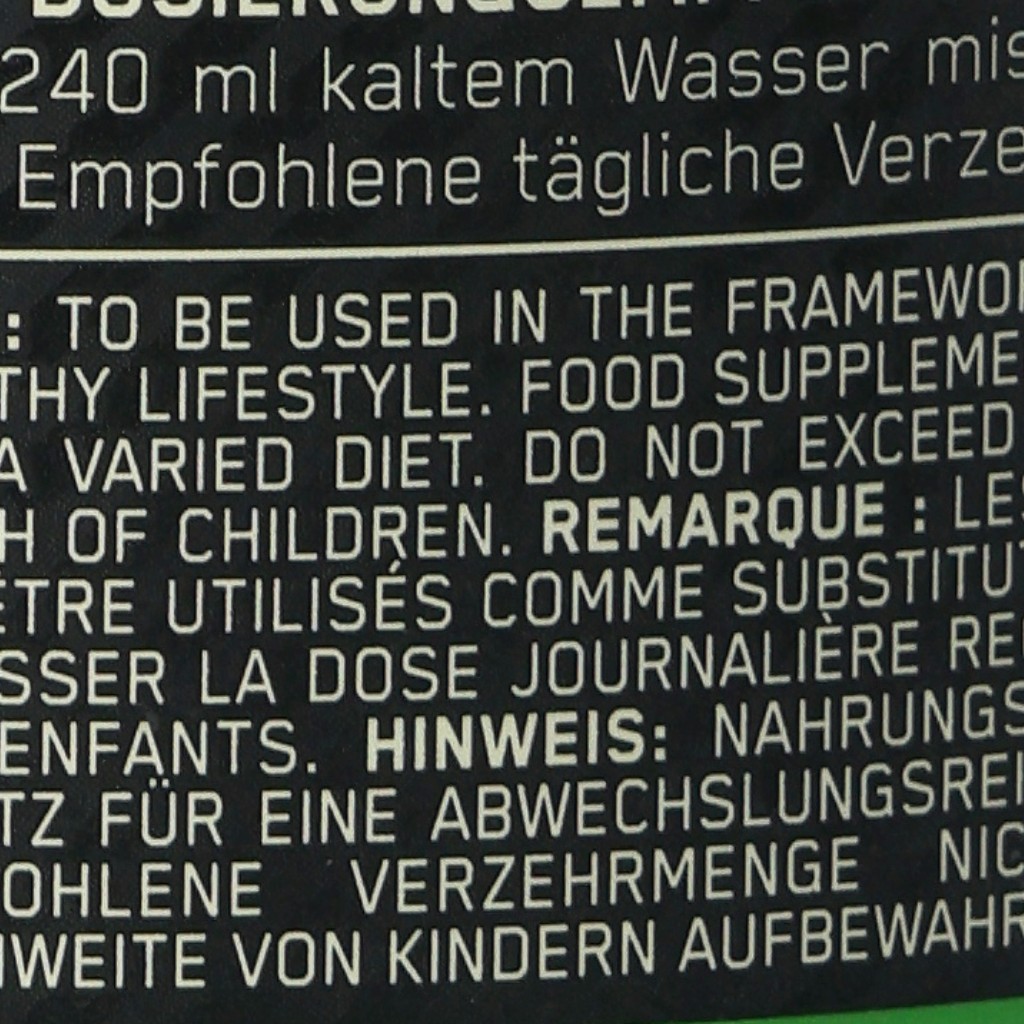 240 ml kaltem Wasser mis
Empfohlene tägliche Verze
: TO BE USED IN THE FRAMEWO
THY LIFESTYLE. FOOD SUPPLEME
A VARIED DIET. DO NOT EXCEED
H OF CHILDREN. REMARQUE : LES
ÊTRE UTILISÉS COMME SUBSTITUT
SSER LA DOSE JOURNALIÈRE RE
ENFANTS. HINWEIS: NAHRUNGS
TZ FÜR EINE ABWECHSLUNGSREI
OHLENE VERZEHRMENGE NIC
WEITE VON KINDERN AUFBEWAHR